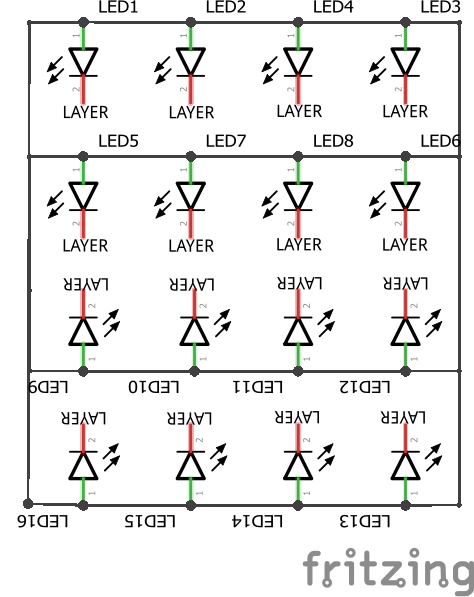 LED1 LED2 LED4 LED3
1 1 1 1
2 2 2 2
LAYER LAYER LAYER LAYER
LED5 LED7 LED8 LED6
1 1 1 1
2 2 2 2
LAYER LAYER LAYER LAYER
LAYER LAYER LAYER LAYER
2 2 2 2
1 1 1 1
LED9 LED10 LED11 LED12
LAYER LAYER LAYER LAYER
2 2 2 2
1 1 1 1
LED16 LED15 LED14 LED13
fritzing